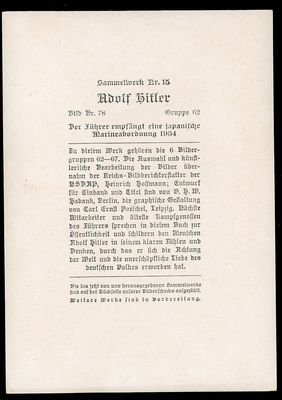 Sammelwerk Nr. 15
Adolf Hitler
Bild Nr. 78 Gruppe 62
Der Führer empfängt eine japanische
Marineabordnung 1934
Zu diesem Werk gehören die 6 Bilder-
gruppen 62—67. Die Auswahl und künst-
lerische Bearbeitung der Bilder über-
nahm der Reichs-Bildberichterstatter der
NSDAP, Heinrich Hoffmann; Entwurf
für Einband und Titel sind von O. H. W.
Hadank, Berlin, die graphische Gestaltung
von Carl Ernst Poeschel, Leipzig. Nächste
Mitarbeiter und älteste Kampfgenossen
des Führers sprechen in diesem Buch zur
Öffentlichkeit und schildern den Menschen
Adolf Hitler in seinem klaren Fühlen und
Denken, durch das er sich die Achtung
der Welt und die unerschöpfliche Liebe des
deutschen Volkes erworben hat.
Die bis jetzt von uns herausgegebenen Sammelwerke
sind auf der Rückseite unserer Bilderschecks aufgezählt.
Weitere Werke sind in Vorbereitung.